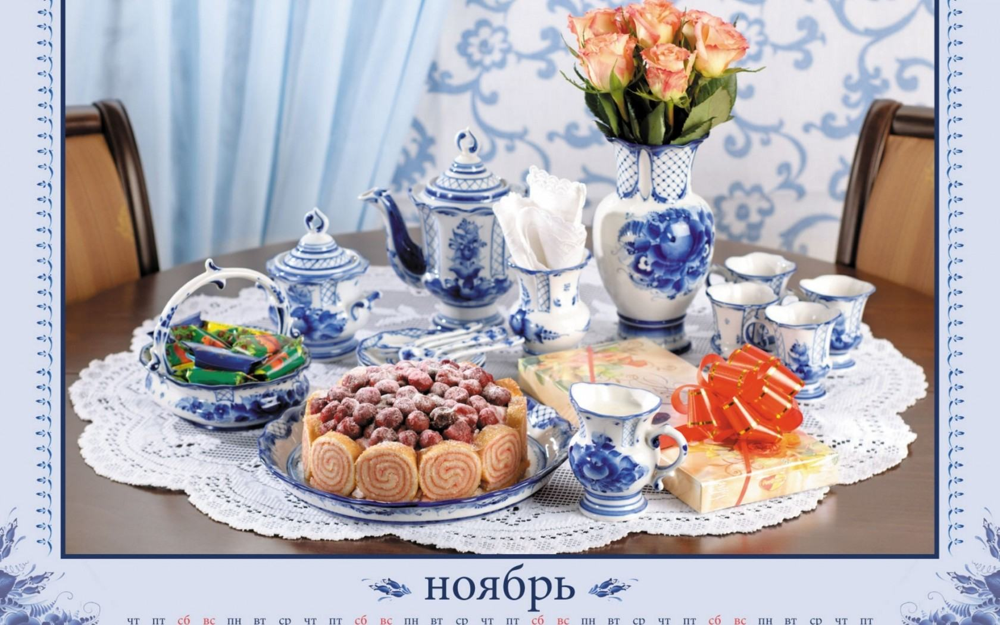 ноябрь
чт пт сб вс пн вт ср чт пт сб вс пн вт ср чт пт сб вс пн вт ср чт пт сб вс пн вт ср чт пт